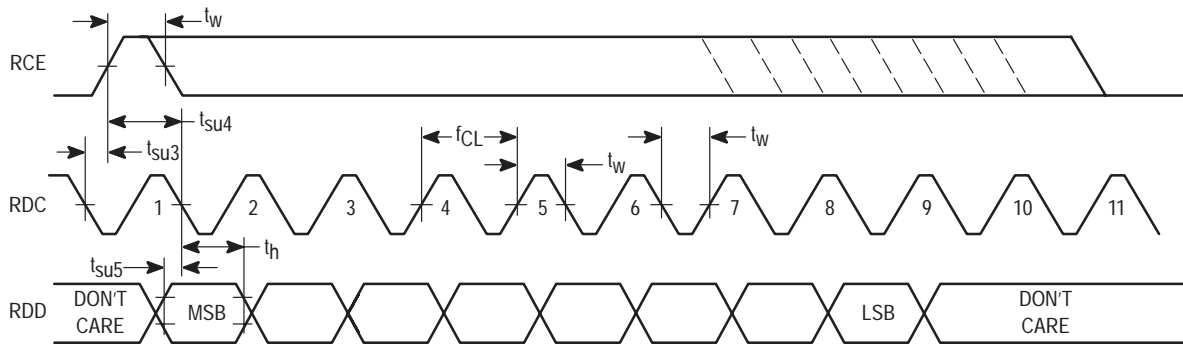 tw
RCE
tsu4
tsu3
fCL
tw
tw
RDC
1 2 3 4 5 6 7 8 9 10 11
th
tsu5
RDD
DON'T
CARE
MSB
LSB
DON'T
CARE